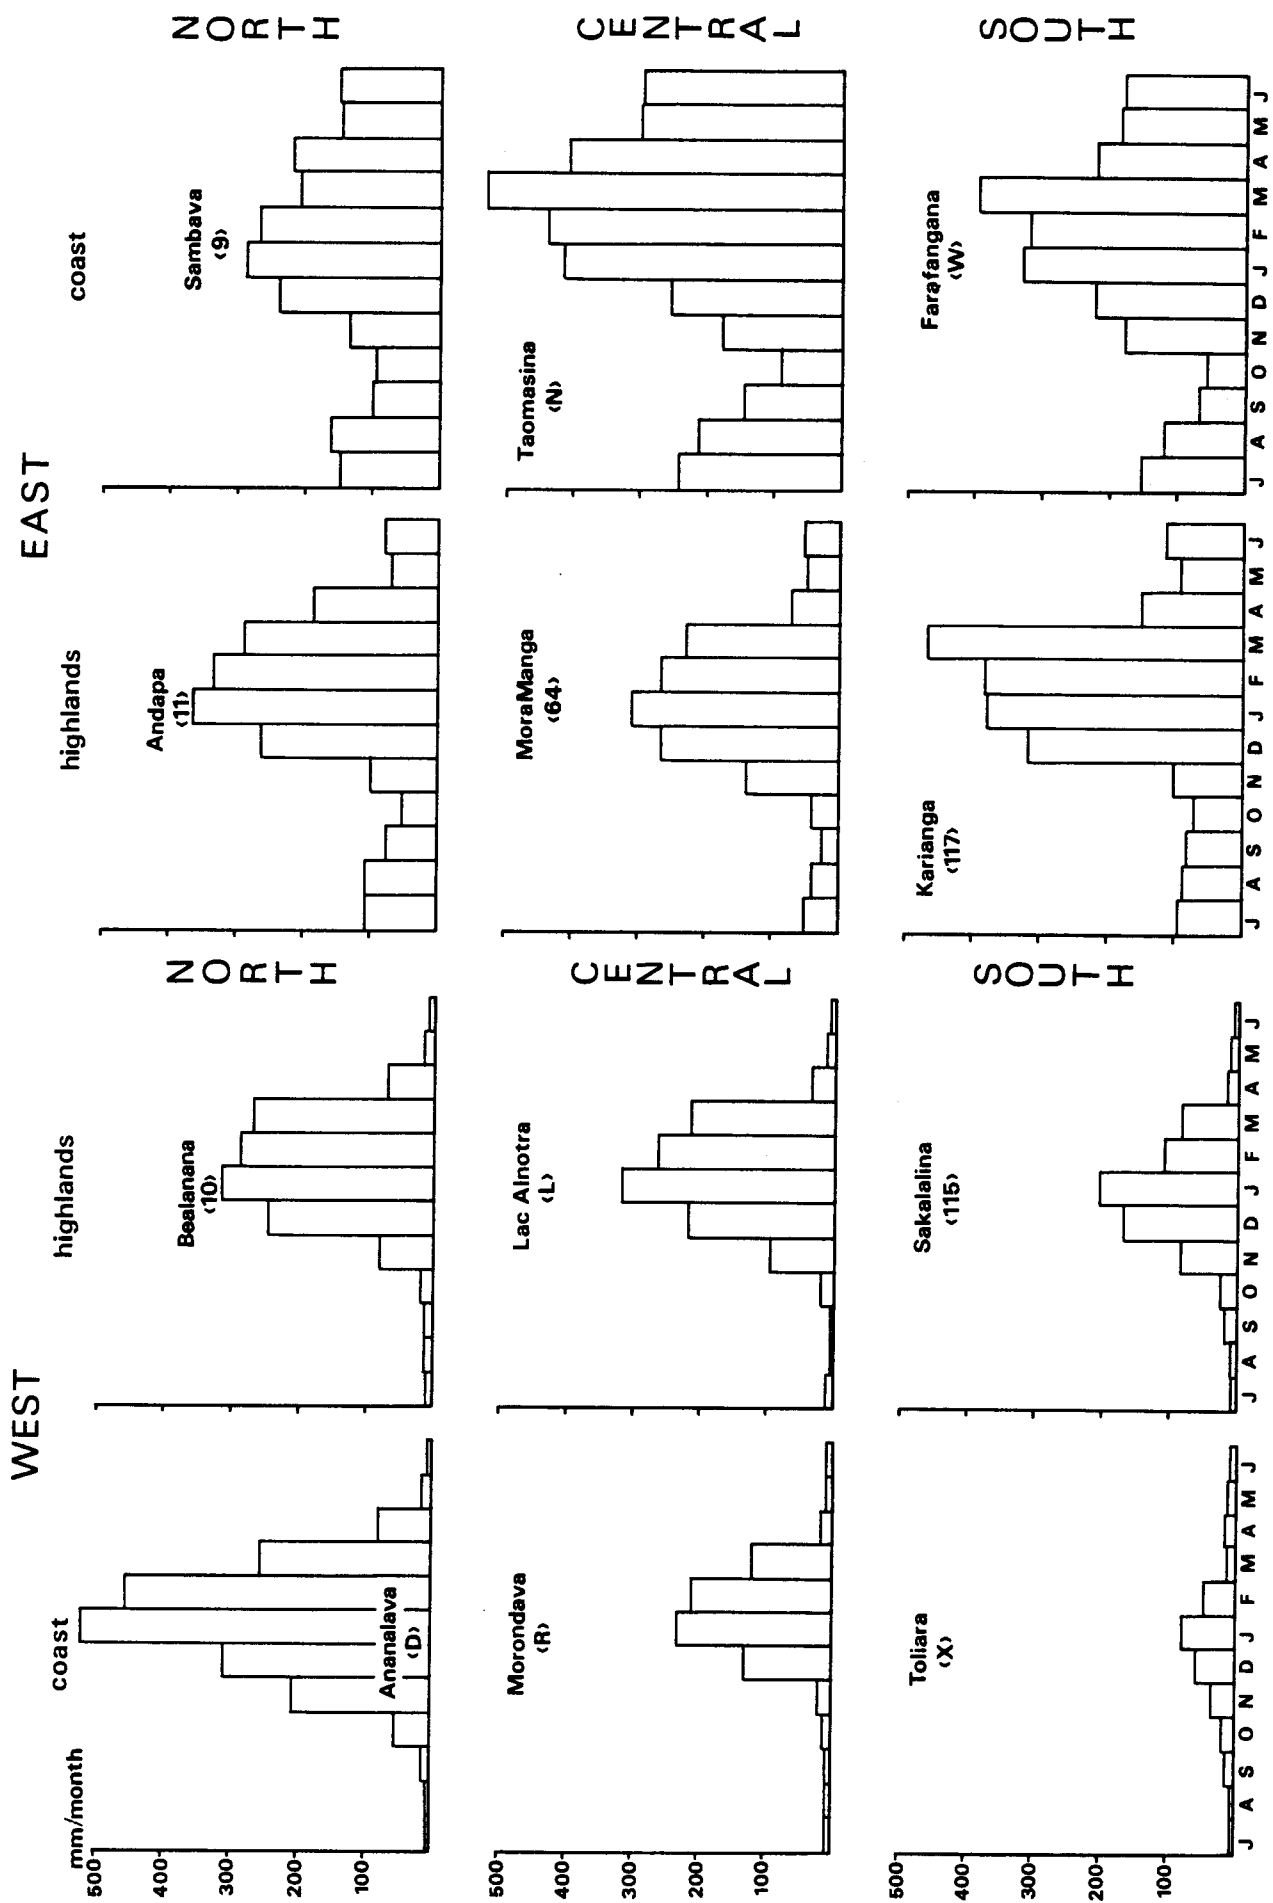 WEST EAST
coast highlands highlands coast
mm/month
500
400
300
200
100
Ananalava
‹D›
Bealanana
‹10›
NORTH
Andapa
‹11›
Sambava
‹9›
NORTH
500
400
300
200
100
Morondava
‹R›
Lac Alnotra
‹L›
CENTRAL
MoraManga
‹64›
Taomasina
‹N›
CENTRAL
500
400
300
200
100
Toliara
‹X›
Sakalalina
‹115›
SOUTH
Karianga
‹117›
Farafangana
‹W›
SOUTH
J A S O N D J F M A M J
J A S O N D J F M A M J
J A S O N D J F M A M J
J A S O N D J F M A M J